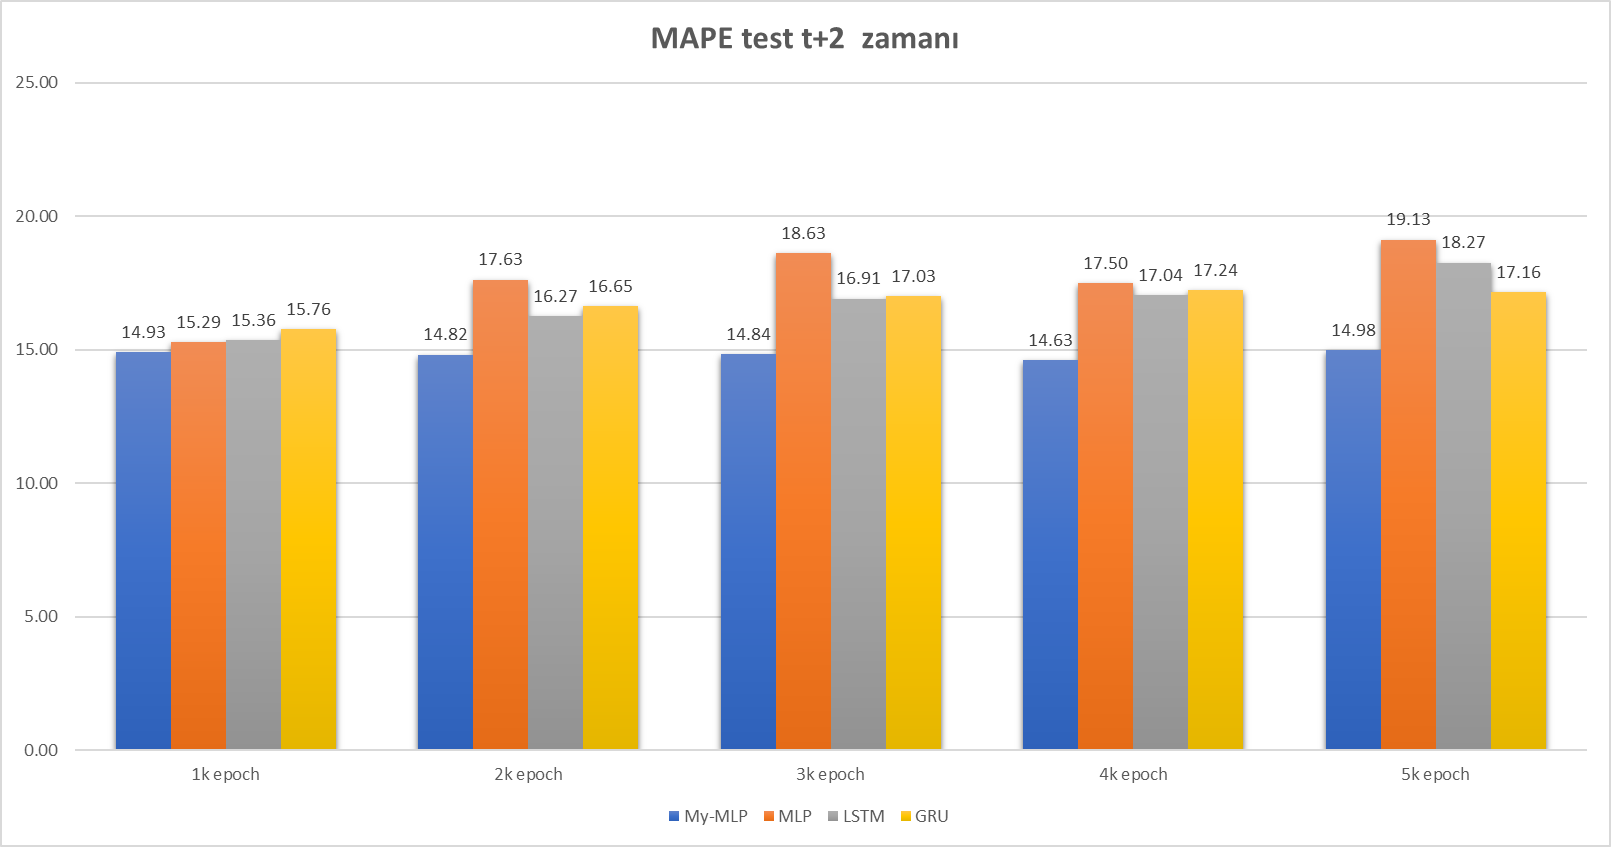 MAPE test t+2  zamanı
25.00
20.00
15.00
10.00
5.00
0.00
14.93 15.29 15.36 15.76
14.82 17.63 16.27 16.65
14.84 18.63 16.91 17.03
14.63 17.50 17.04 17.24
14.98 19.13 18.27 17.16
1k epoch 2k epoch 3k epoch 4k epoch 5k epoch
My-MLP MLP LSTM GRU